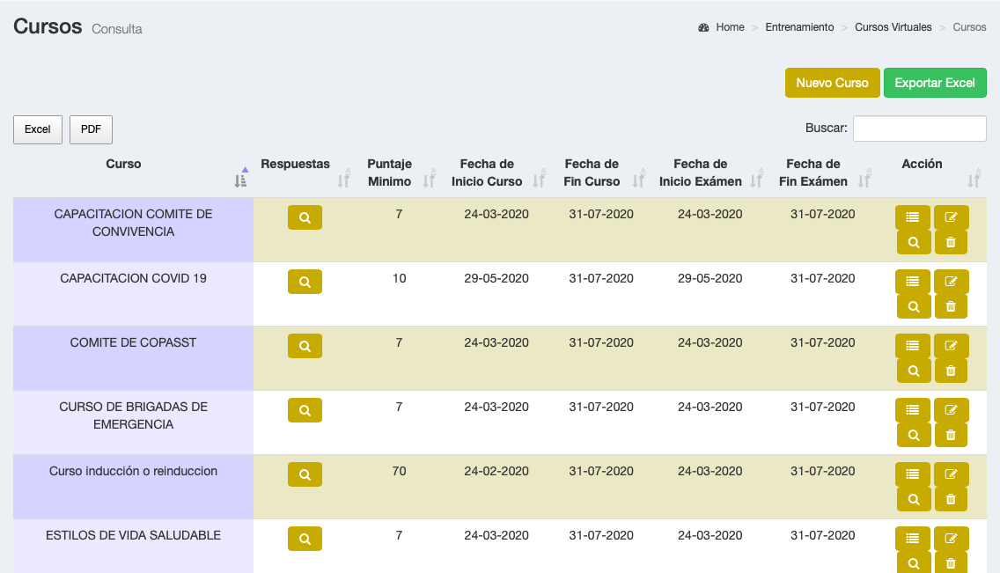 Cursos Consulta
Home > Entrenamiento > Cursos Virtuales > Cursos
Nuevo Curso
Exportar Excel
Excel
PDF
Buscar:
Curso Respuestas Puntaje Minimo Fecha de Inicio Curso Fecha de Fin Curso Fecha de Inicio Exámen Fecha de Fin Exámen Acción
CAPACITACION COMITE DE 7 24-03-2020 31-07-2020 24-03-2020 31-07-2020
CONVIVENCIA
CAPACITACION COVID 19 10 29-05-2020 31-07-2020 29-05-2020 31-07-2020
COMITE DE COPASST 7 24-03-2020 31-07-2020 24-03-2020 31-07-2020
CURSO DE BRIGADAS DE 7 24-03-2020 31-07-2020 24-03-2020 31-07-2020
EMERGENCIA
Curso inducción o reinduccion 70 24-02-2020 31-07-2020 24-03-2020 31-07-2020
ESTILOS DE VIDA SALUDABLE 7 24-03-2020 31-07-2020 24-03-2020 31-07-2020